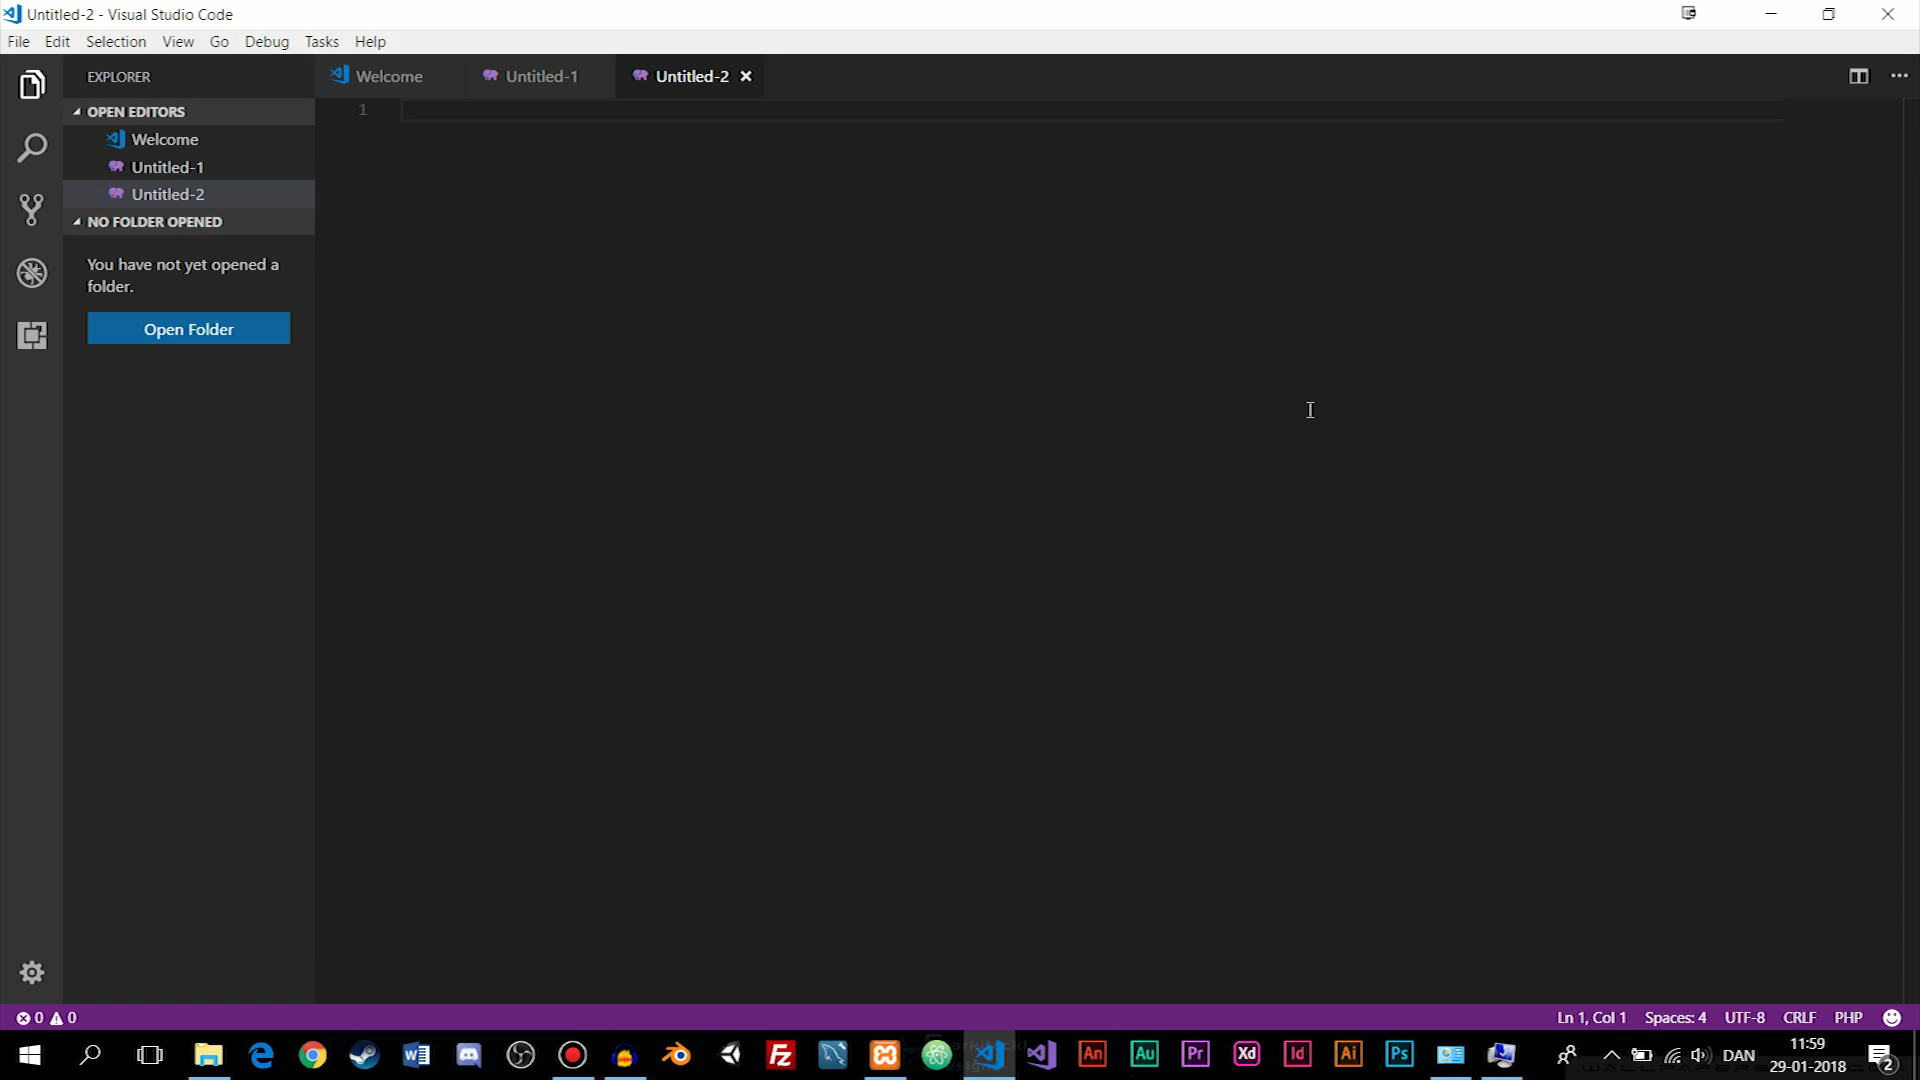 Untitled-2 - Visual Studio Code
File Edit Selection View Go Debug Tasks Help
EXPLORER
Welcome Untitled-1 Untitled-2
OPEN EDITORS
1
Welcome
Untitled-1
Untitled-2
NO FOLDER OPENED
You have not yet opened a
folder.
Open Folder
0 0
Ln 1, Col 1 Spaces: 4 UTF-8 CRLF PHP
An Au Pr Xd Id Ai Ps
DAN
11:59
29-01-2018
2